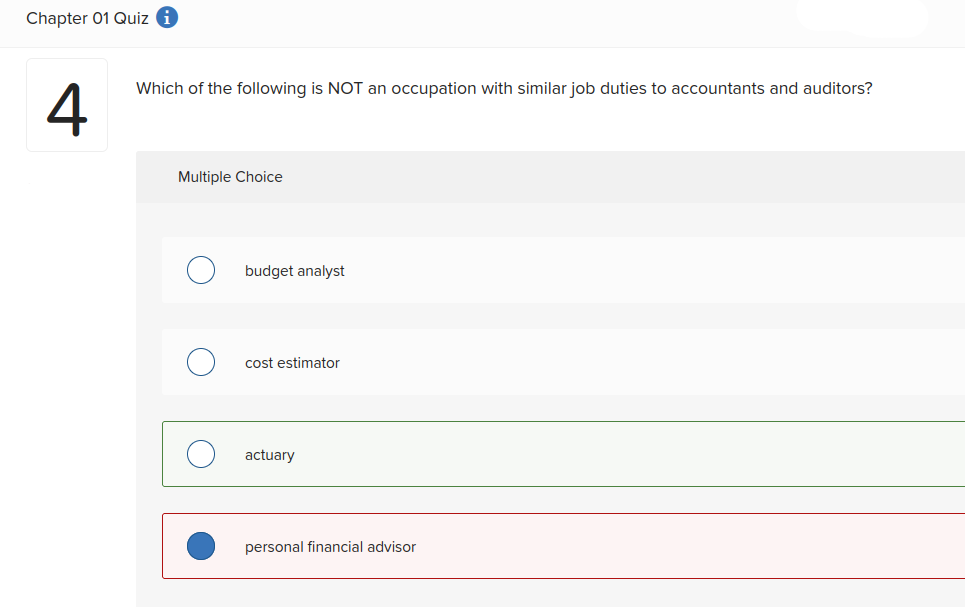 Chapter 01 Quiz i
4
Which of the following is NOT an occupation with similar job duties to accountants and auditors?
Multiple Choice
budget analyst
cost estimator
actuary
personal financial advisor